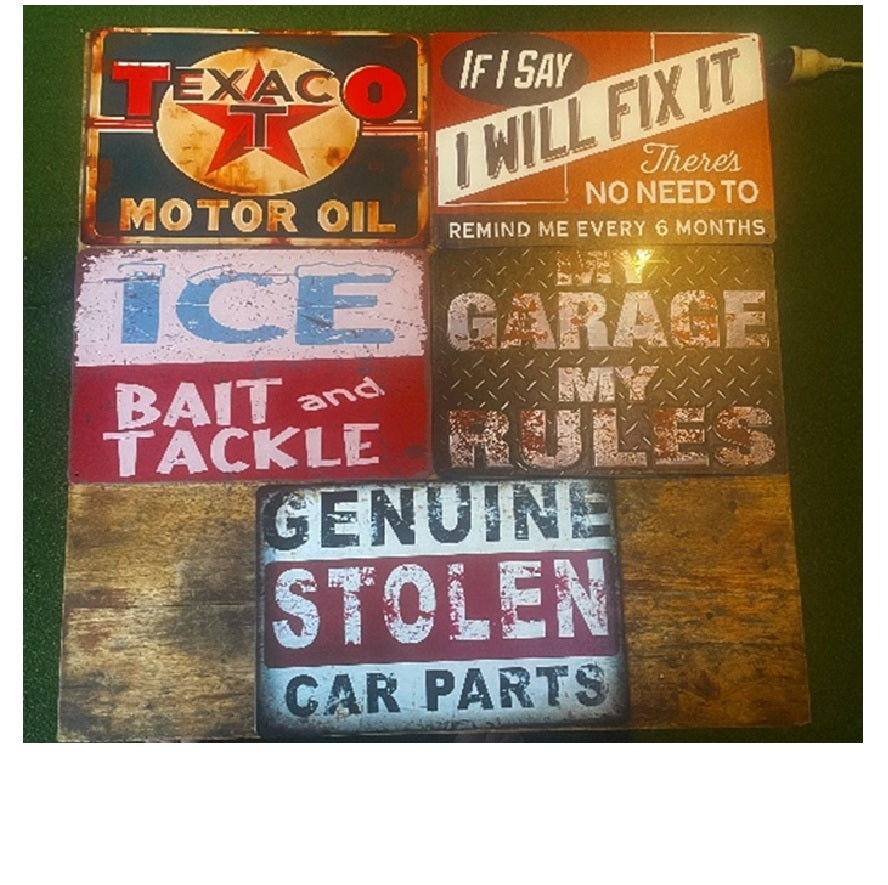 TEXACO
T
MOTOR OIL
IF I SAY
I WILL FIX IT
There's
NO NEED TO
REMIND ME EVERY 6 MONTHS
ICE
BAIT and
TACKLE
MY
GARAGE
MY
RULES
GENUINE
STOLEN
CAR PARTS